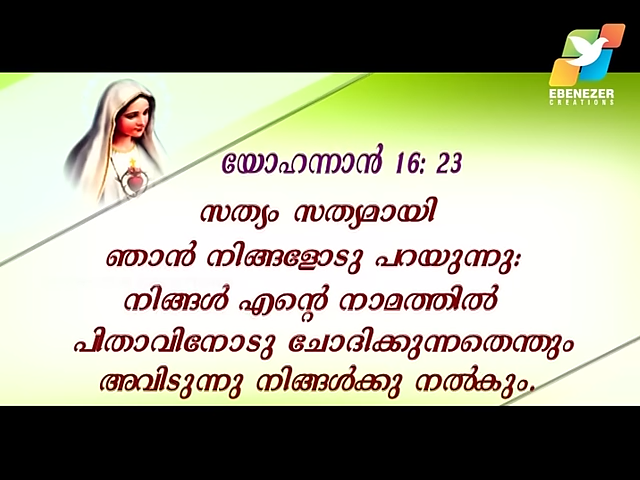 EBENEZER
CREATIONS
യോഹന്നാൻ 16: 23
സത്യം സത്യമായി
ഞാൻ നിങ്ങളോടു പറയുന്നു:
നിങ്ങൾ എന്റെ നാമത്തിൽ
പിതാവിനോടു ചോദിക്കുന്നതെന്തും
അവിടുന്നു നിങ്ങൾക്കു നൽകും.